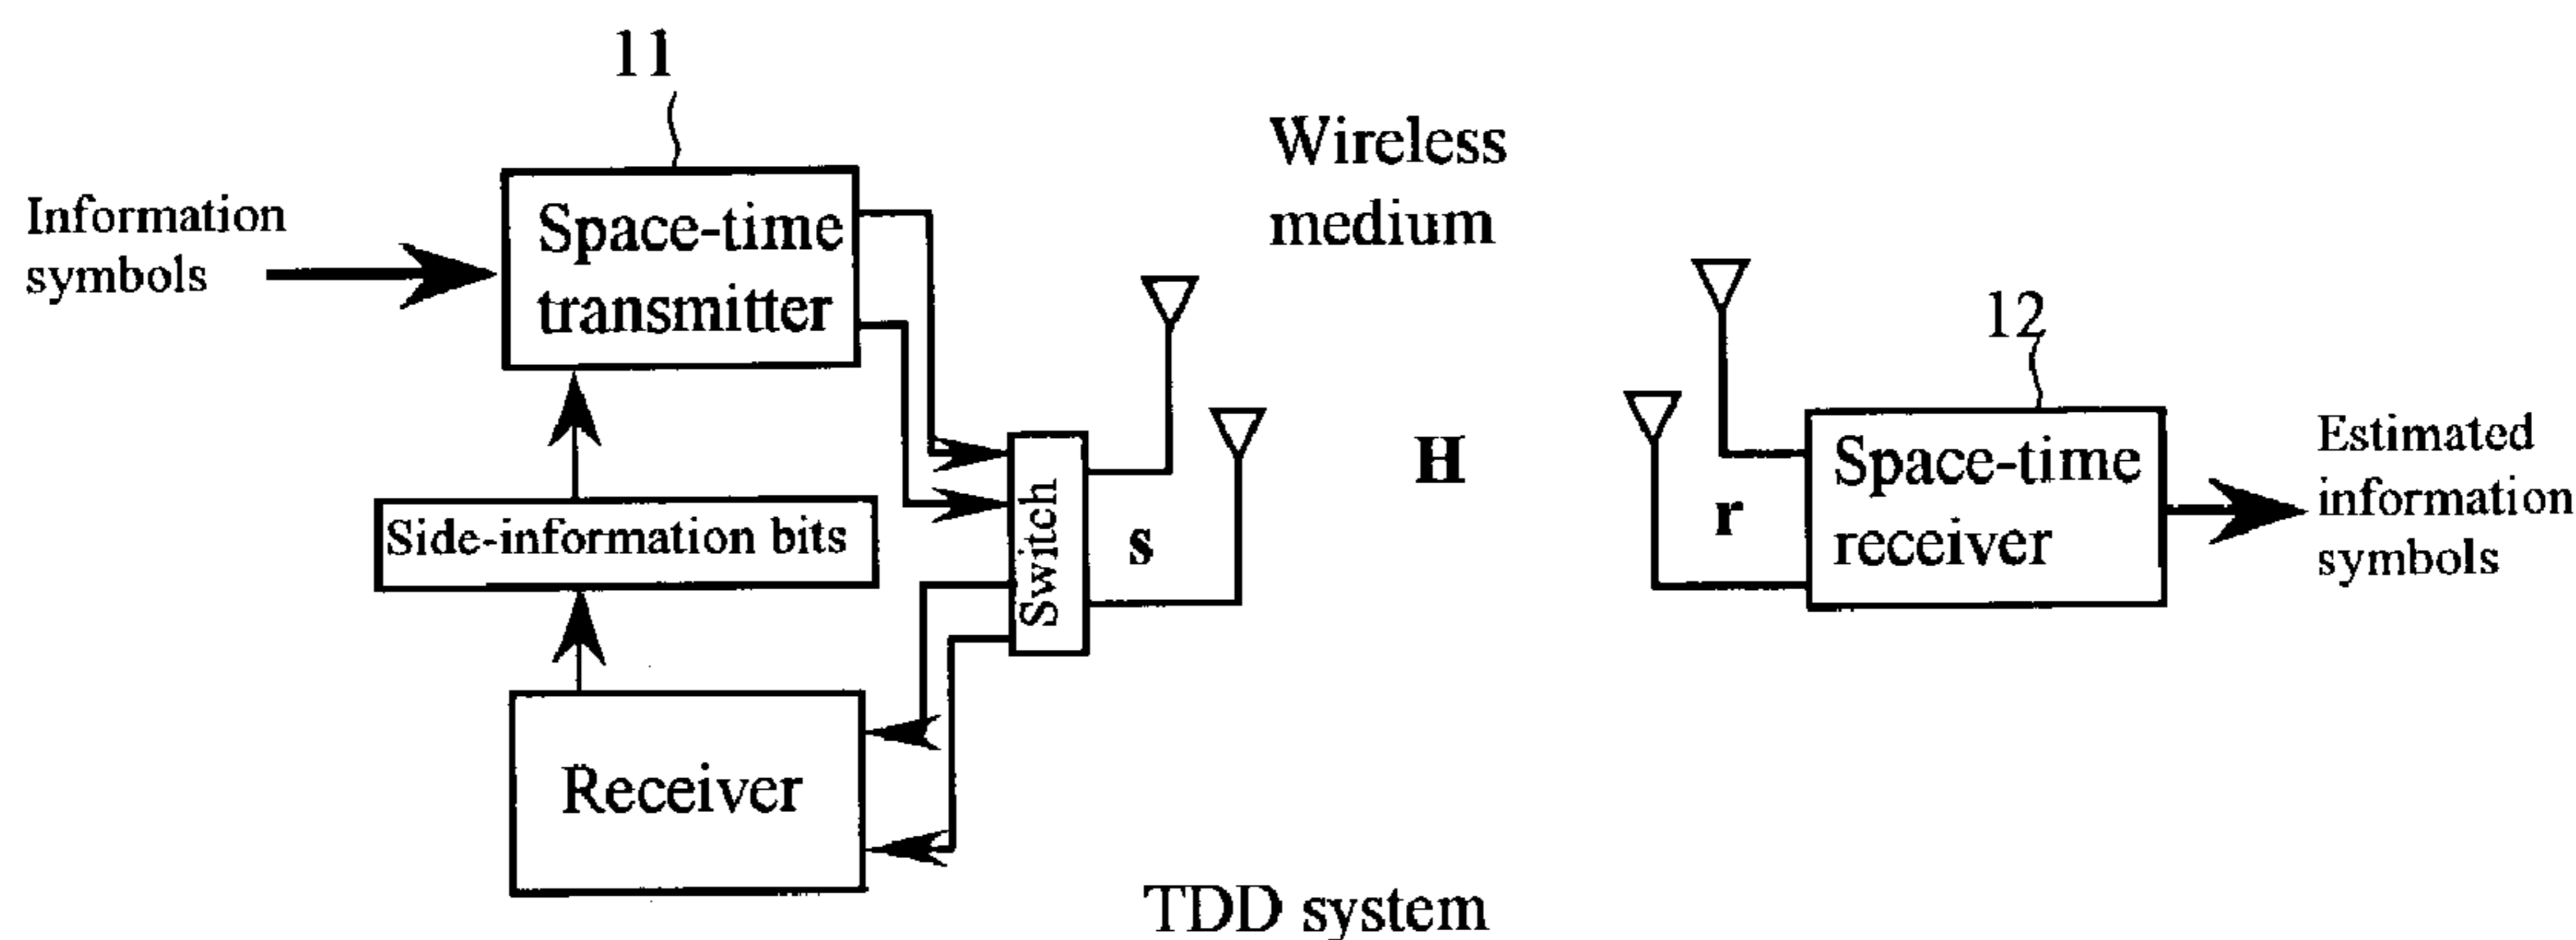 11
Wireless
medium
Information
symbols
Space-time
transmitter
12
H
Estimated
information
symbols
Space-time
receiver
Switch
s
r
Side-information bits
Receiver
TDD system